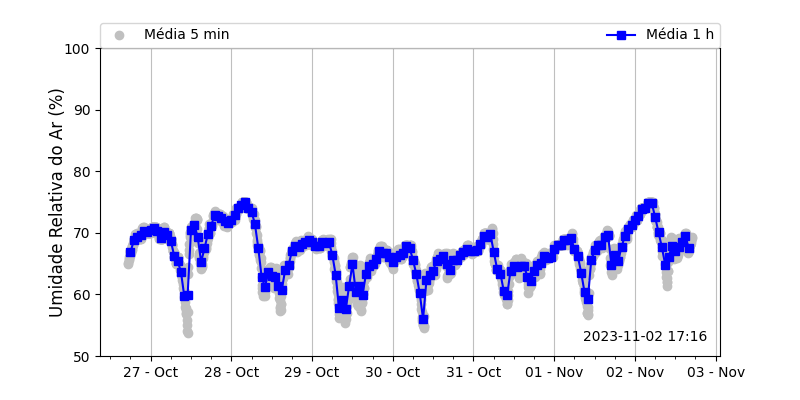 Média 5 min
Média 1 h
Umidade Relativa do Ar (%)
100
90
80
70
60
50
2023-11-02 17:16
27 - Oct
28 - Oct
29 - Oct
30 - Oct
31 - Oct
01 - Nov
02 - Nov
03 - Nov